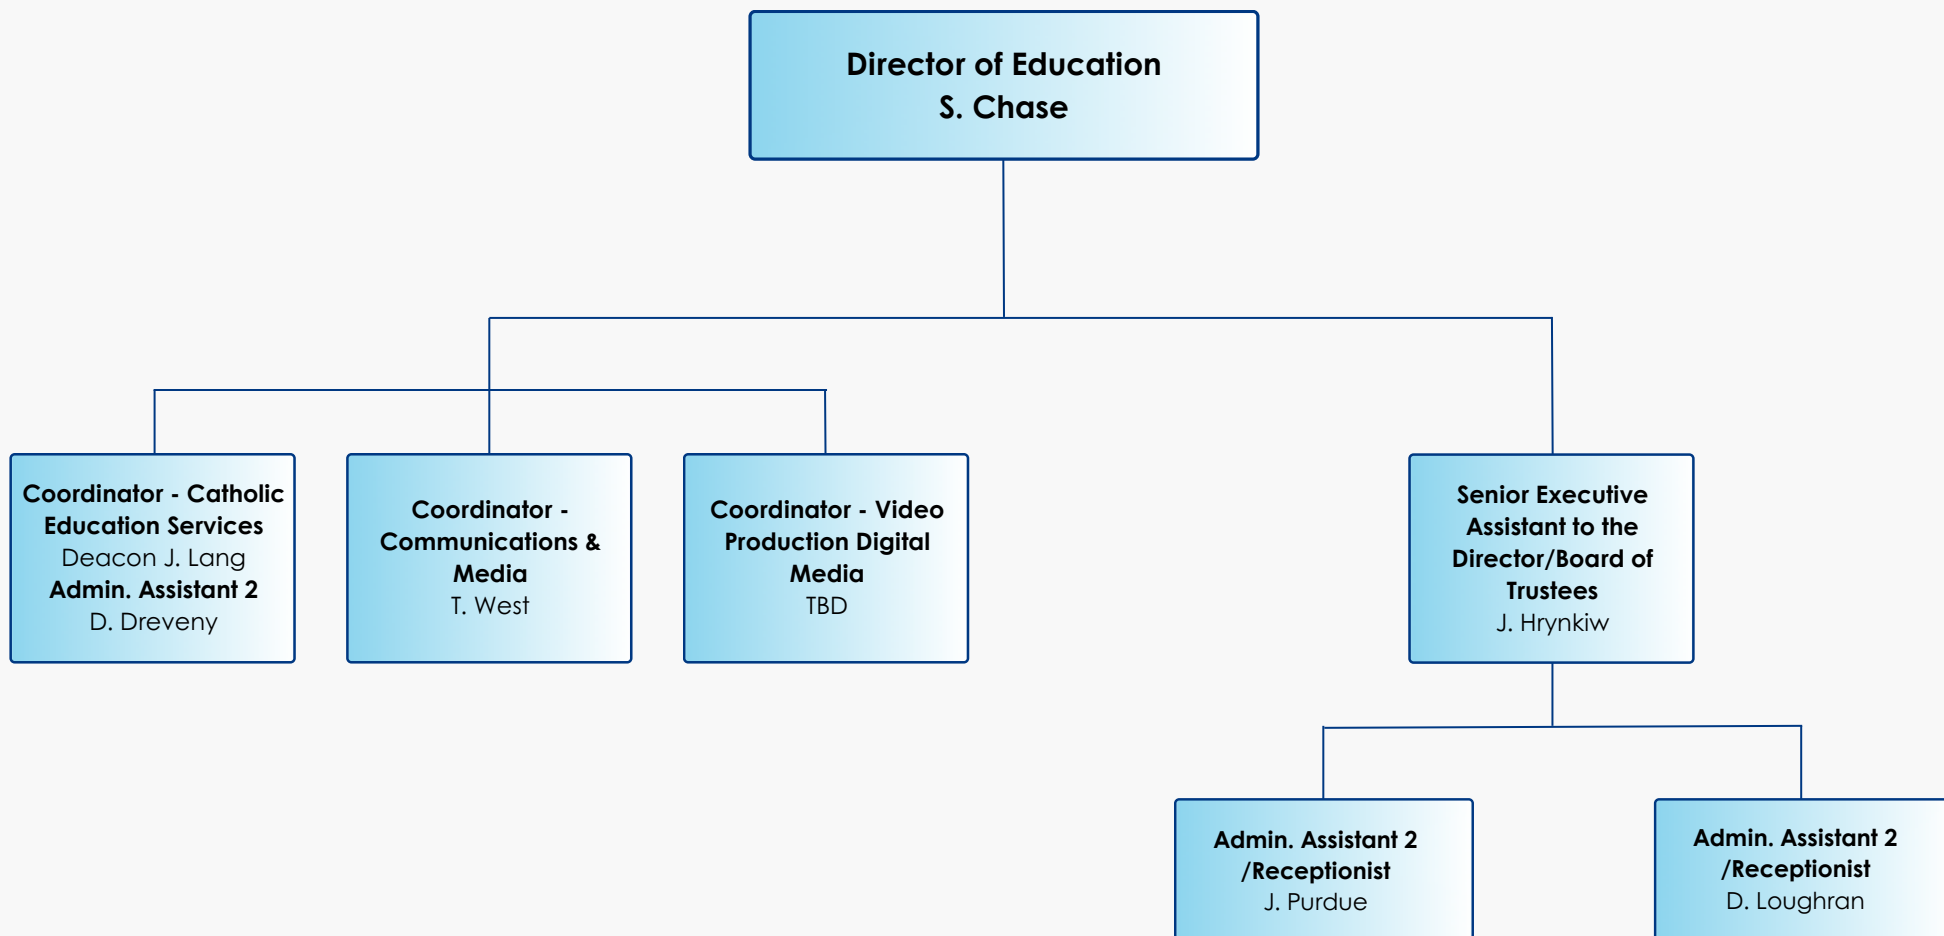 Director of Education
S. Chase
Coordinator - Catholic
Education Services
Deacon J. Lang
Admin. Assistant 2
D. Dreveny
Coordinator -
Communications &
Media
T. West
Coordinator - Video
Production Digital
Media
TBD
Senior Executive
Assistant to the
Director/Board of
Trustees
J. Hrynkiw
Admin. Assistant 2
/Receptionist
J. Purdue
Admin. Assistant 2
/Receptionist
D. Loughran